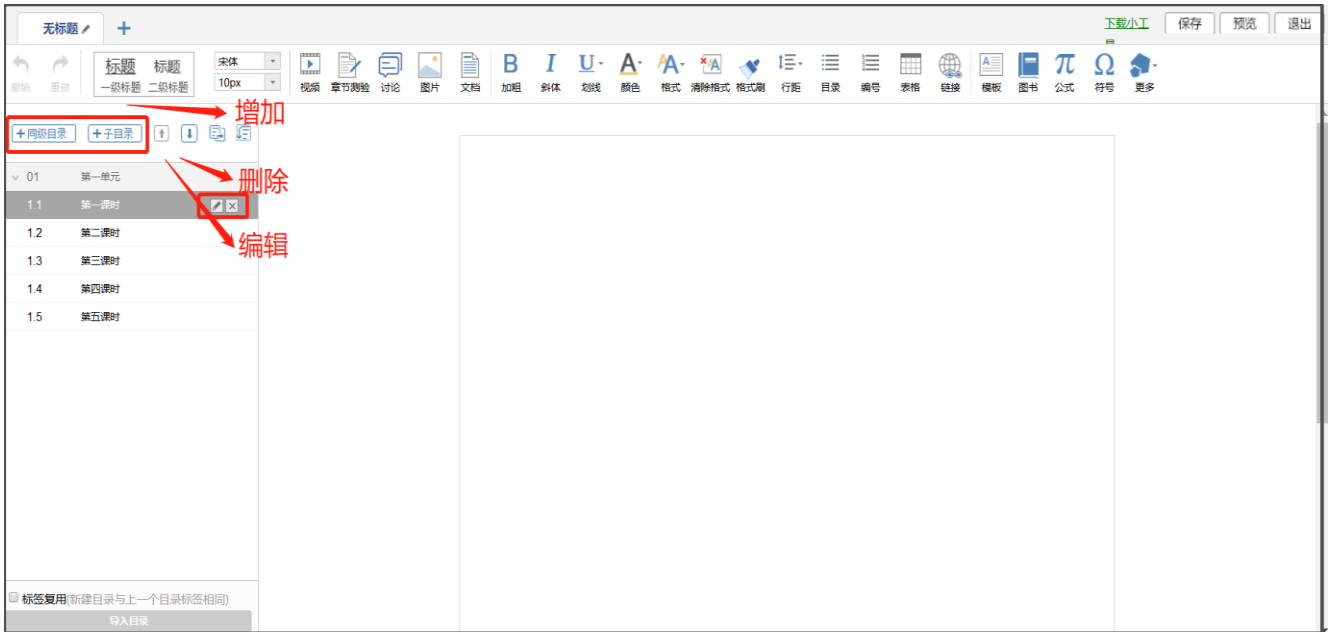 无标题
下载小工
保存 预览 退出
撤销 重做
标题 标题
一级标题 二级标题
宋体
10px
视频 章节测验 讨论 图片 文档 B 加粗 I 斜体 U 划线 A 颜色 格式 清除格式 格式刷 行距 目录 编号 表格 链接 模板 图书 π 公式 Ω 符号 更多
增加
+同级目录 +子目录
删除
01 第一单元
1.1 第一课时
1.2 第二课时
编辑
1.3 第三课时
1.4 第四课时
1.5 第五课时
标签复用(新建目录与上一个目录标签相同)
导入目录